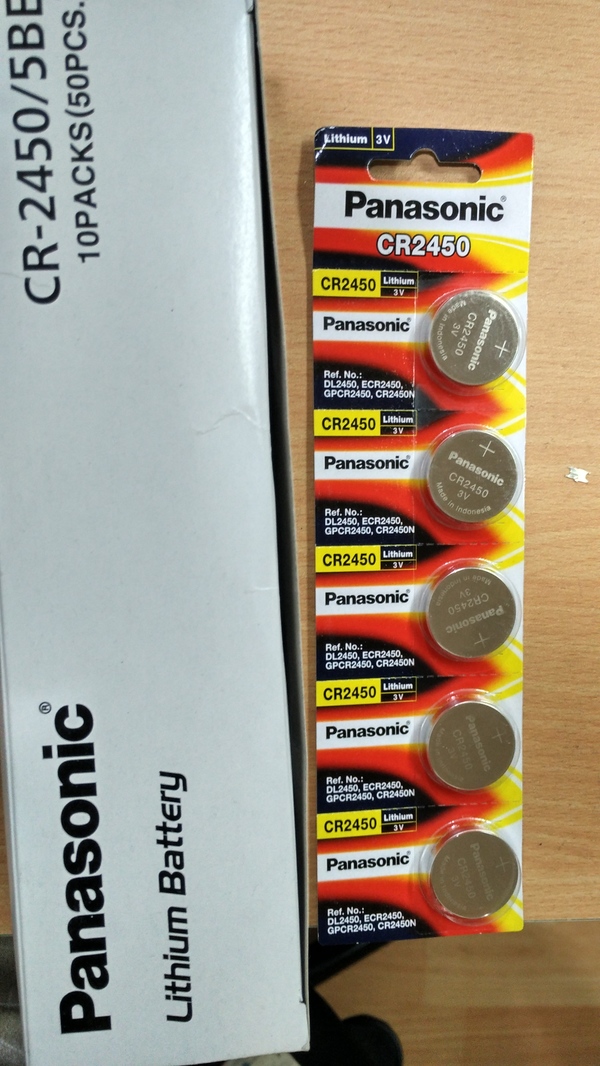 CR-2450/5BE
10PACKS(50PCS.
Panasonic®
Lithium Battery
Lithium 3V
Panasonic®
CR2450
CR2450 Lithium 3V
Panasonic®
Ref. No.:
DL2450, ECR2450,
GPCR2450, CR2450N
Panasonic
CR2450
3V
Made in Indonesia
+
CR2450 Lithium 3V
Panasonic®
Ref. No.:
DL2450, ECR2450,
GPCR2450, CR2450N
+
Panasonic
CR2450
3V
Made in Indonesia
CR2450 Lithium 3V
Panasonic®
Ref. No.:
DL2450, ECR2450,
GPCR2450, CR2450N
+
Panasonic
CR2450
3V
Made in Indonesia
CR2450 Lithium 3V
Panasonic®
Ref. No.:
DL2450, ECR2450,
GPCR2450, CR2450N
+
Panasonic
CR2450
CR2450 Lithium 3V
Panasonic®
Ref. No.:
DL2450, ECR2450,
GPCR2450, CR2450N
+
Panasonic
CR2450